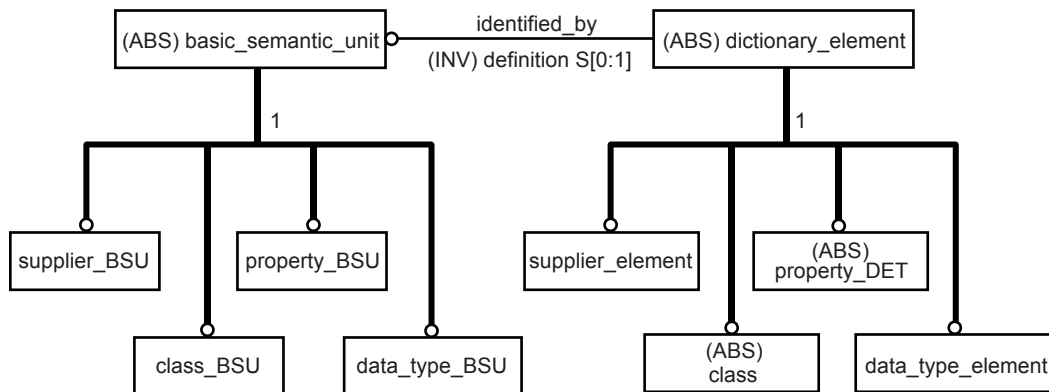 (ABS) basic_semantic_unit
identified_by
(INV) definition S[0:1]
(ABS) dictionary_element
1
1
supplier_BSU
property_BSU
supplier_element
(ABS)
property_DET
class_BSU
data_type_BSU
(ABS)
class
data_type_element